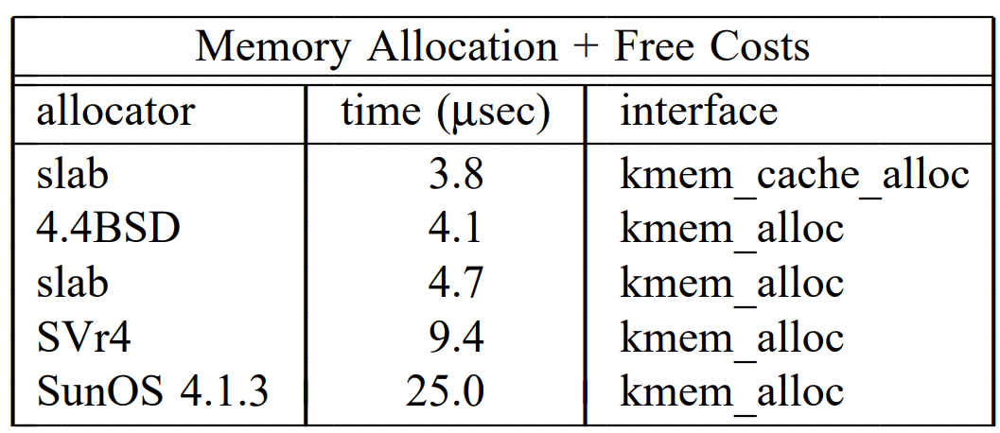 Memory Allocation + Free Costs
allocator time (μsec) interface
slab 3.8 kmem_cache_alloc
4.4BSD 4.1 kmem_alloc
slab 4.7 kmem_alloc
SVr4 9.4 kmem_alloc
SunOS 4.1.3 25.0 kmem_alloc